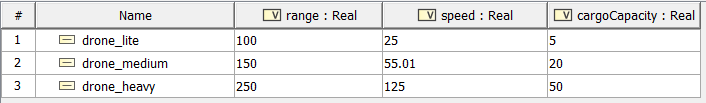 # Name V range : Real V speed : Real V cargoCapacity : Real
1 drone_lite 100 25 5
2 drone_medium 150 55.01 20
3 drone_heavy 250 125 50